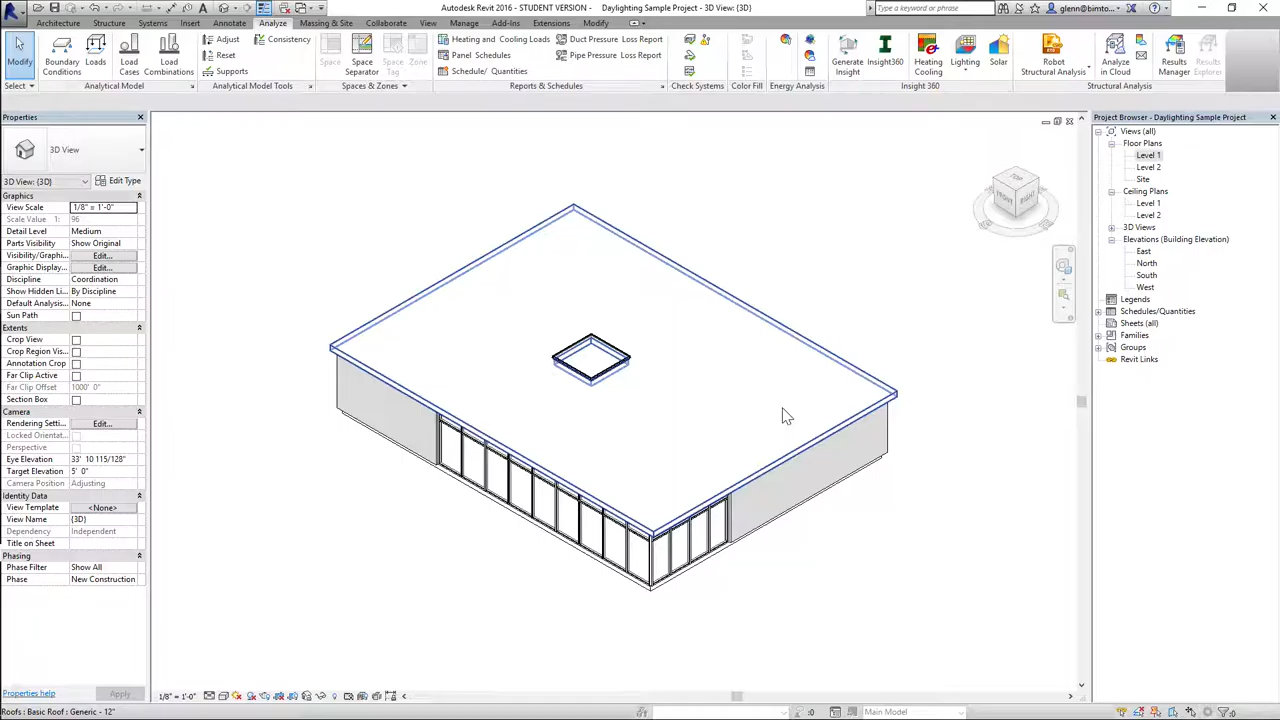 Autodesk Revit 2016 - STUDENT VERSION - Daylighting Sample Project - 3D View: {3D}
Type a keyword or phrase
glenn@bimto...
Architecture Structure Systems Insert Annotate Analyze Massing & Site Collaborate View Manage Add-Ins Extensions Modify
Modify
Boundary Conditions
Loads
Load Cases
Load Combinations
Adjust
Reset
Supports
Consistency
Space
Space Separator
Space Tag
Zone
Heating and Cooling Loads
Panel Schedules
Schedule/ Quantities
Duct Pressure Loss Report
Pipe Pressure Loss Report
Generate Insight
Insight360
Heating Cooling
Lighting
Solar
Robot Structural Analysis
Analyze in Cloud
Results Manager
Results Explorer
Select Analytical Model Analytical Model Tools Spaces & Zones Reports & Schedules Check Systems Color Fill Energy Analysis Insight 360 Structural Analysis
Properties
3D View
3D View: {3D} Edit Type
Graphics
View Scale 1/8" = 1'-0"
Scale Value 1: 96
Detail Level Medium
Parts Visibility Show Original
Visibility/Graphi... Edit...
Graphic Display... Edit...
Discipline Coordination
Show Hidden Li... By Discipline
Default Analysis... None
Sun Path
Extents
Crop View
Crop Region Vis...
Annotation Crop
Far Clip Active
Far Clip Offset 1000' 0"
Section Box
Camera
Rendering Setti... Edit...
Locked Orientat...
Perspective
Eye Elevation 33' 10 115/128"
Target Elevation 5' 0"
Camera Position Adjusting
Identity Data
View Template <None>
View Name {3D}
Dependency Independent
Title on Sheet
Phasing
Phase Filter Show All
Phase New Construction
Properties help Apply
TOP
FRONT
RIGHT
Project Browser - Daylighting Sample Project
Views (all)
Floor Plans
Level 1
Level 2
Site
Ceiling Plans
Level 1
Level 2
3D Views
Elevations (Building Elevation)
East
North
South
West
Legends
Schedules/Quantities
Sheets (all)
Families
Groups
Revit Links
1/8" = 1'-0"
Roofs : Basic Roof : Generic - 12"
:0
Main Model
:0